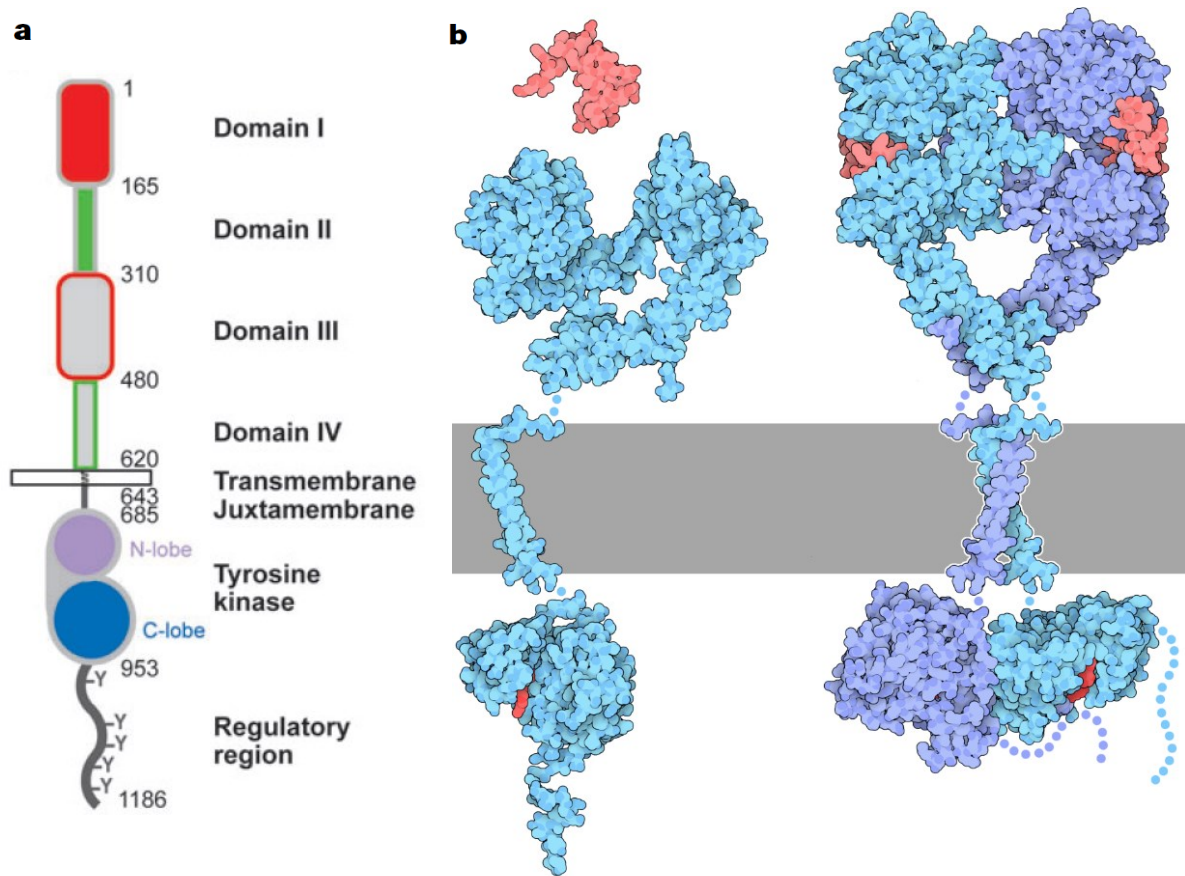 a
b
1
Domain I
165
Domain II
310
Domain III
480
Domain IV
620
Transmembrane
643
Juxtamembrane
685
N-lobe
Tyrosine
kinase
C-lobe
953
Y
Regulatory
region
Y
Y
Y
Y
1186